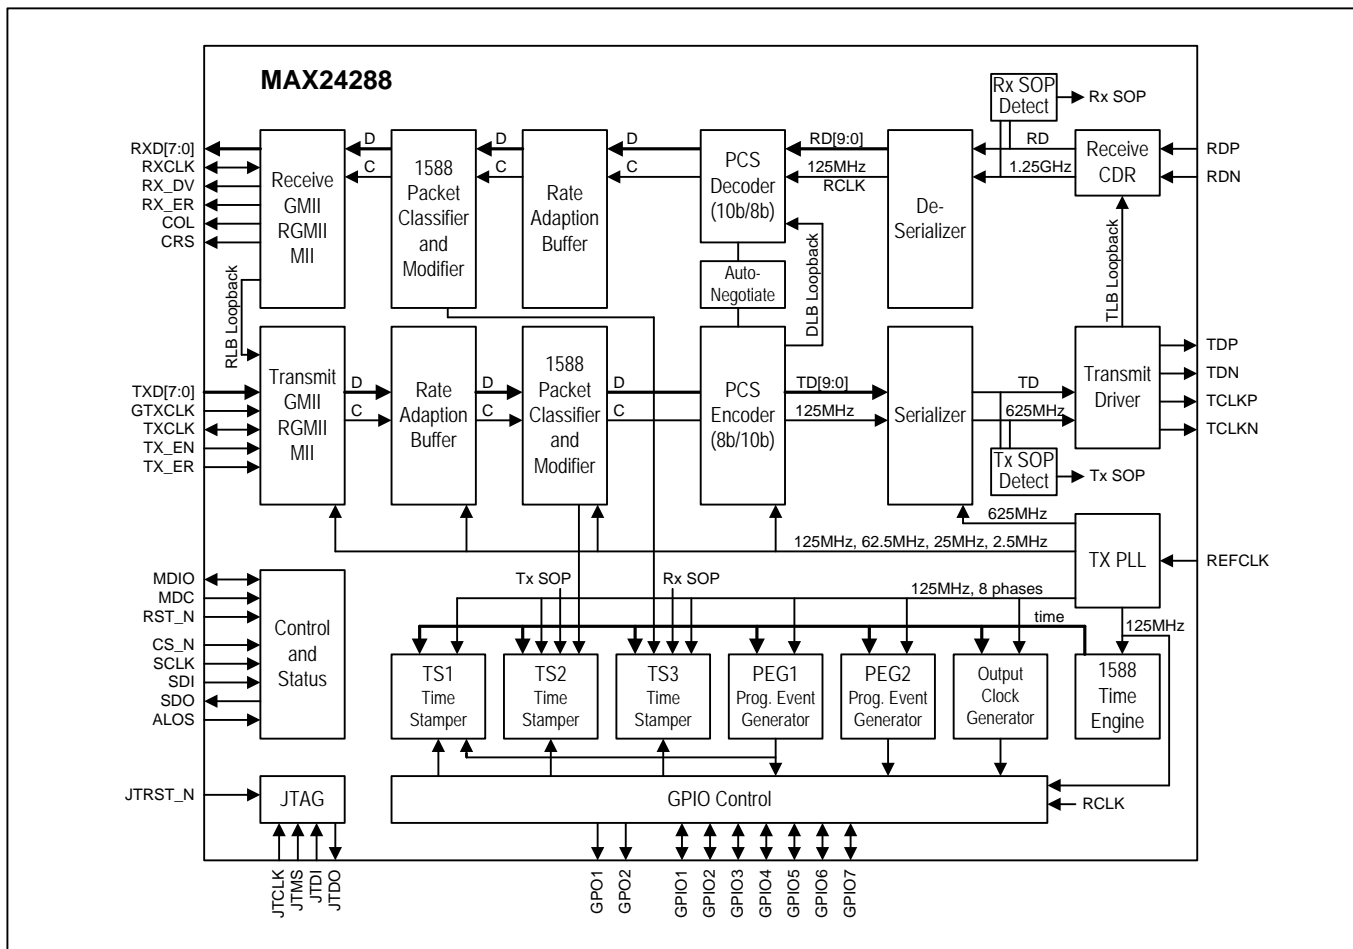 MAX24288
Rx SOP
Detect
Rx SOP
RXD[7:0]
RXCLK
RX_DV
RX_ER
COL
CRS
Receive
GMII
RGMII
MII
D
C
1588
Packet
Classifier
and
Modifier
D
C
Rate
Adaption
Buffer
D
C
PCS
Decoder
(10b/8b)
RD[9:0]
125MHz
RCLK
De-
Serializer
RD
1.25GHz
Receive
CDR
RDP
RDN
Auto-
Negotiate
RLB Loopback
DLB Loopback
TLB Loopback
TXD[7:0]
GTXCLK
TXCLK
TX_EN
TX_ER
Transmit
GMII
RGMII
MII
D
C
Rate
Adaption
Buffer
D
C
1588
Packet
Classifier
and
Modifier
D
C
PCS
Encoder
(8b/10b)
TD[9:0]
125MHz
Serializer
TD
625MHz
Transmit
Driver
TDP
TDN
TCLKP
TCLKN
Tx SOP
Detect
Tx SOP
625MHz
125MHz, 62.5MHz, 25MHz, 2.5MHz
TX PLL
REFCLK
MDIO
MDC
RST_N
CS_N
SCLK
SDI
SDO
ALOS
Control
and
Status
Tx SOP
Rx SOP
125MHz, 8 phases
time
125MHz
TS1
Time
Stamper
TS2
Time
Stamper
TS3
Time
Stamper
PEG1
Prog. Event
Generator
PEG2
Prog. Event
Generator
Output
Clock
Generator
1588
Time
Engine
JTRST_N
JTAG
GPIO Control
RCLK
JTCLK
JTMS
JTDI
JTDO
GPO1
GPO2
GPIO1
GPIO2
GPIO3
GPIO4
GPIO5
GPIO6
GPIO7